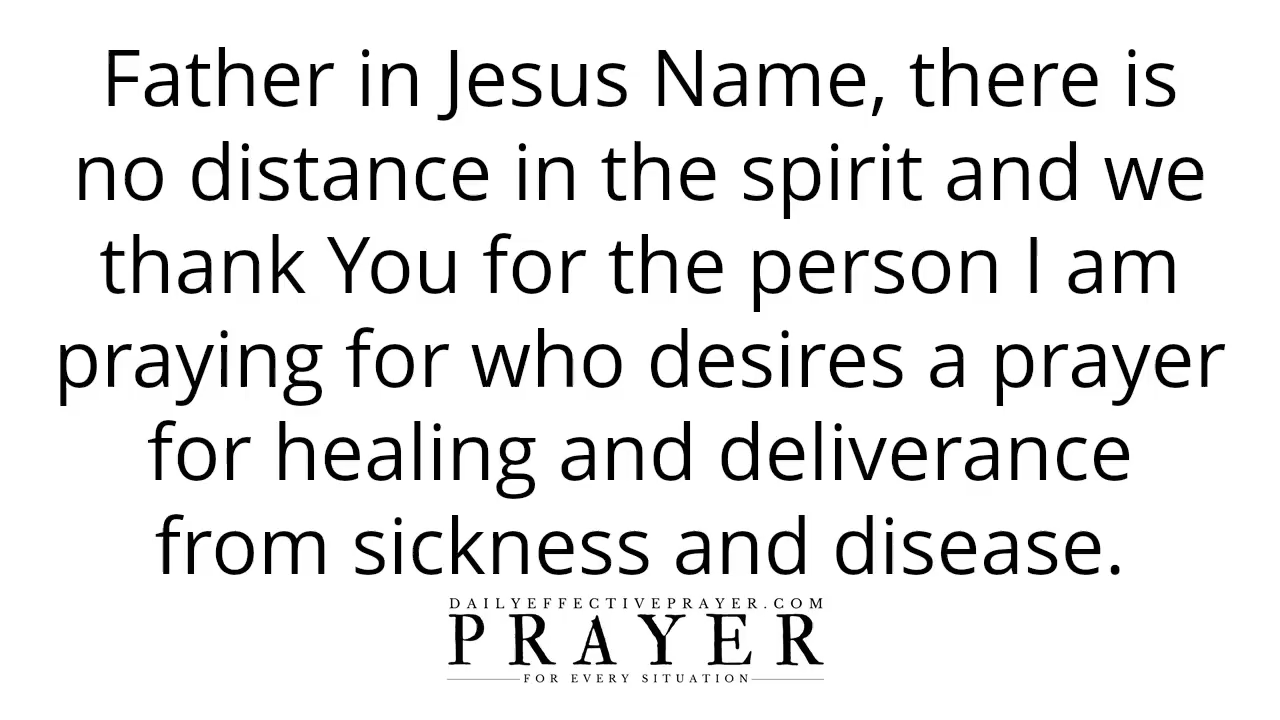 Father in Jesus Name, there is
no distance in the spirit and we
thank You for the person I am
praying for who desires a prayer
for healing and deliverance
from sickness and disease.
DAILYEFFECTIVEPRAYER.COM
PRAYER
FOR EVERY SITUATION